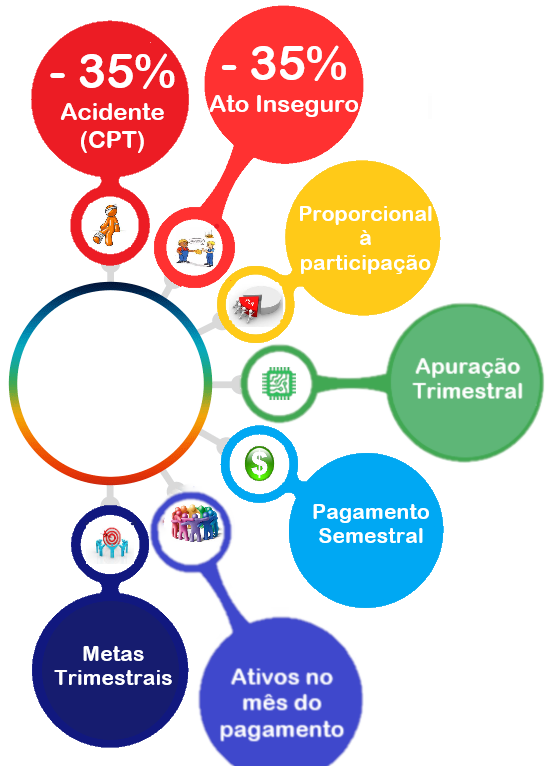 - 35%
Acidente
(CPT)
- 35%
Ato Inseguro
Proporcional
à
participação
Apuração
Trimestral
$
Pagamento
Semestral
Ativos no
mês do
pagamento
Metas
Trimestrais